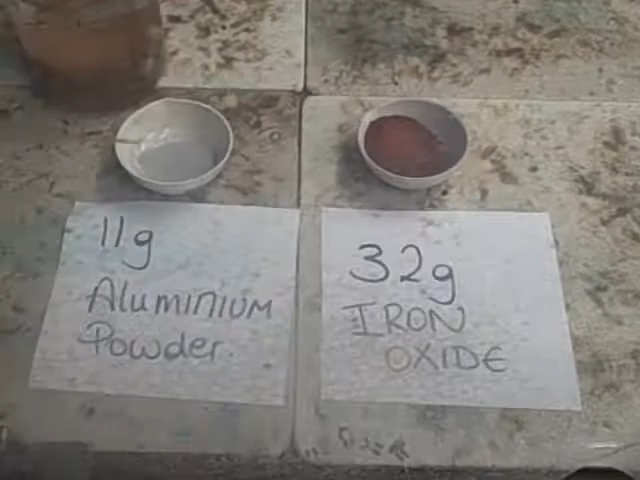 11g
Aluminium
Powder.
32g
IRON
OXIDE